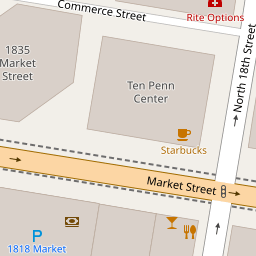 Commerce Street
Rite Options
1835
Market
Street
Ten Penn
Center
North 18th Street
Starbucks
Market Street
1818 Market
P